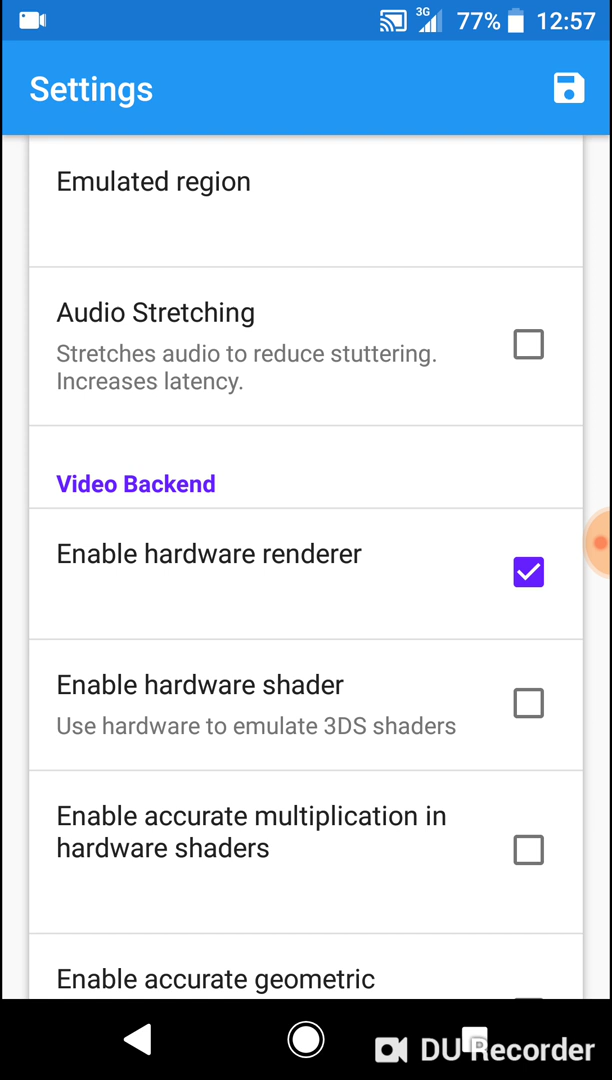 3G
77%
12:57
Settings
Emulated region
Audio Stretching
Stretches audio to reduce stuttering.
Increases latency.
Video Backend
Enable hardware renderer
Enable hardware shader
Use hardware to emulate 3DS shaders
Enable accurate multiplication in
hardware shaders
Enable accurate geometric
DU Recorder